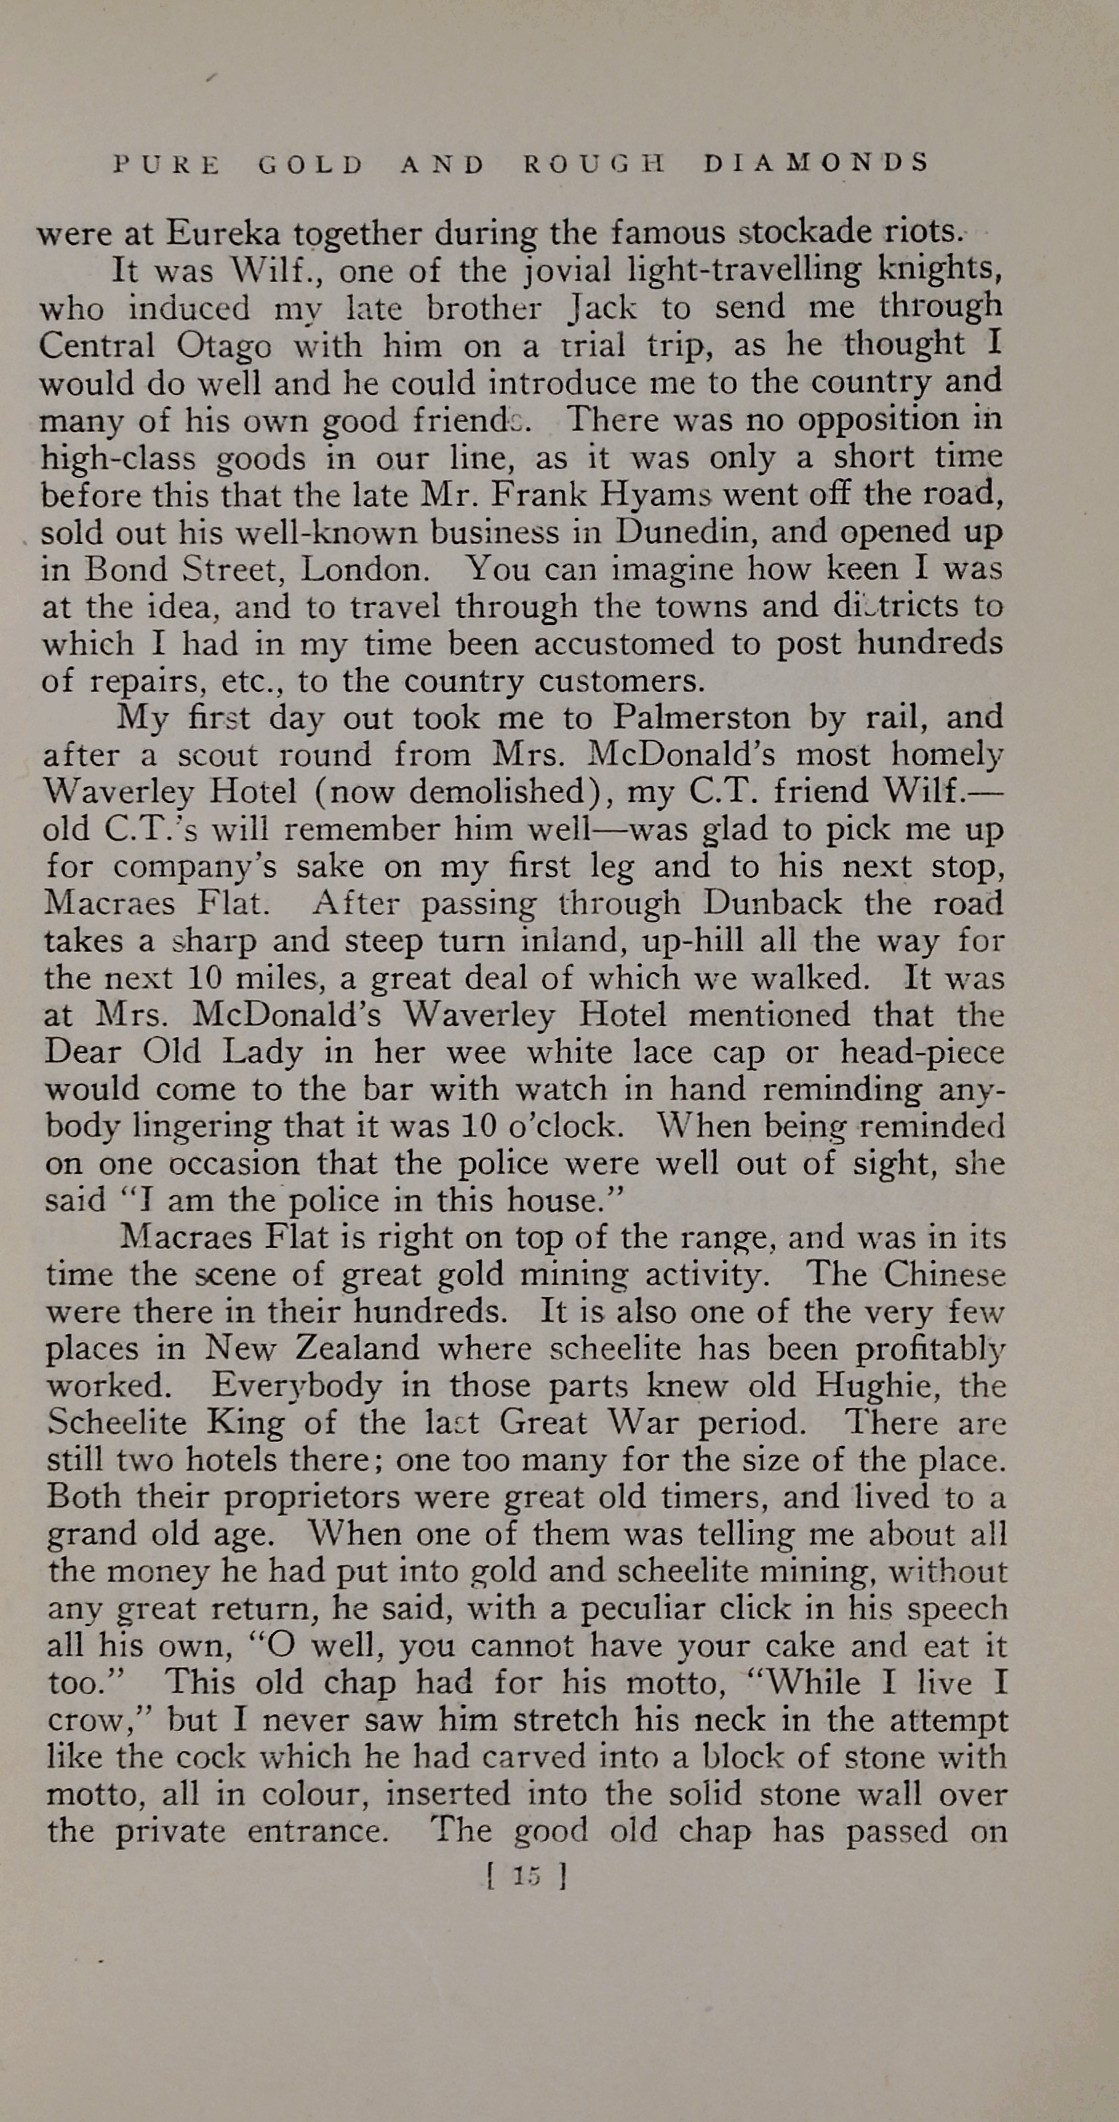 PURE GOLD AND ROUGH DIAMONDS
were at Eureka together during the famous stockade riots.
It was Wilf., one of the jovial light-travelling knights,
who induced my late brother Jack to send me through
Central Otago with him on a trial trip, as he thought I
would do well and he could introduce me to the country and
many of his own good friends. There was no opposition in
high-class goods in our line, as it was only a short time
before this that the late Mr. Frank Hyams went off the road,
sold out his well-known business in Dunedin, and opened up
in Bond Street, London. You can imagine how keen I was
at the idea, and to travel through the towns and districts to
which I had in my time been accustomed to post hundreds
of repairs, etc., to the country customers.
My first day out took me to Palmerston by rail, and
after a scout round from Mrs. McDonald's most homely
Waverley Hotel (now demolished), my C.T. friend Wilf.—
old C.T.'s will remember him well—was glad to pick me up
for company's sake on my first leg and to his next stop,
Macraes Flat. After passing through Dunback the road
takes a sharp and steep turn inland, up-hill all the way for
the next 10 miles, a great deal of which we walked. It was
at Mrs. McDonald's Waverley Hotel mentioned that the
Dear Old Lady in her wee white lace cap or head-piece
would come to the bar with watch in hand reminding any-
body lingering that it was 10 o'clock. When being reminded
on one occasion that the police were well out of sight, she
said "I am the police in this house."
Macraes Flat is right on top of the range, and was in its
time the scene of great gold mining activity. The Chinese
were there in their hundreds. It is also one of the very few
places in New Zealand where scheelite has been profitably
worked. Everybody in those parts knew old Hughie, the
Scheelite King of the last Great War period. There are
still two hotels there; one too many for the size of the place.
Both their proprietors were great old timers, and lived to a
grand old age. When one of them was telling me about all
the money he had put into gold and scheelite mining, without
any great return, he said, with a peculiar click in his speech
all his own, "O well, you cannot have your cake and eat it
too." This old chap had for his motto, "While I live I
crow," but I never saw him stretch his neck in the attempt
like the cock which he had carved into a block of stone with
motto, all in colour, inserted into the solid stone wall over
the private entrance. The good old chap has passed on
[ 15 ]